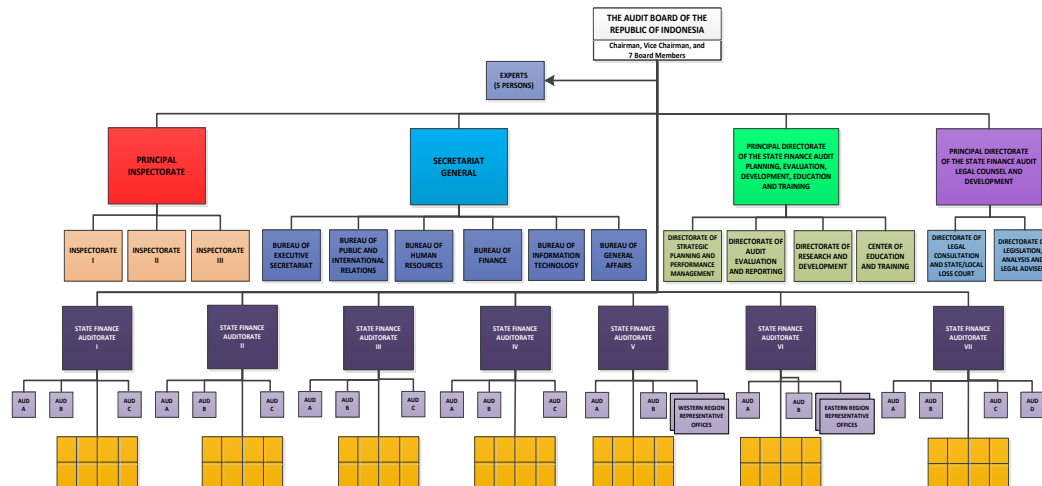 THE AUDIT BOARD OF THE
REPUBLIC OF INDONESIA
Chairman, Vice Chairman, and
7 Board Members
EXPERTS
(5 PERSONS)
PRINCIPAL
INSPECTORATE
SECRETARIAT
GENERAL
PRINCIPAL DIRECTORATE
OF THE STATE FINANCE AUDIT
PLANNING, EVALUATION,
DEVELOPMENT, EDUCATION
AND TRAINING
PRINCIPAL DIRECTORATE
OF THE STATE FINANCE AUDIT
LEGAL COUNSEL AND
DEVELOPMENT
INSPECTORATE
I
INSPECTORATE
II
INSPECTORATE
III
BUREAU OF
EXECUTIVE
SECRETARIAT
BUREAU OF
PUBLIC AND
INTERNATIONAL
RELATIONS
BUREAU OF
HUMAN
RESOURCES
BUREAU OF
FINANCE
BUREAU OF
INFORMATION
TECHNOLOGY
BUREAU OF
GENERAL
AFFAIRS
DIRECTORATE OF
STRATEGIC
PLANNING AND
PERFORMANCE
MANAGEMENT
DIRECTORATE OF
AUDIT
EVALUATION
AND REPORTING
DIRECTORATE OF
RESEARCH AND
DEVELOPMENT
CENTER OF
EDUCATION
AND TRAINING
DIRECTORATE OF
LEGAL
CONSULTATION
AND STATE/LOCAL
LOSS COURT
DIRECTORATE
LEGISLATION,
ANALYSIS AND
LEGAL ADVISE
STATE FINANCE
AUDITORATE
I
STATE FINANCE
AUDITORATE
II
STATE FINANCE
AUDITORATE
III
STATE FINANCE
AUDITORATE
IV
STATE FINANCE
AUDITORATE
V
STATE FINANCE
AUDITORATE
VI
STATE FINANCE
AUDITORATE
VII
AUD
A
AUD
B
AUD
C
AUD
A
AUD
B
AUD
C
AUD
A
AUD
B
AUD
C
AUD
A
AUD
B
AUD
C
AUD
A
AUD
B
WESTERN REGION
REPRESENTATIVE
OFFICES
AUD
A
AUD
B
EASTERN REGION
REPRESENTATIVE
OFFICES
AUD
A
AUD
B
AUD
C
AUD
D